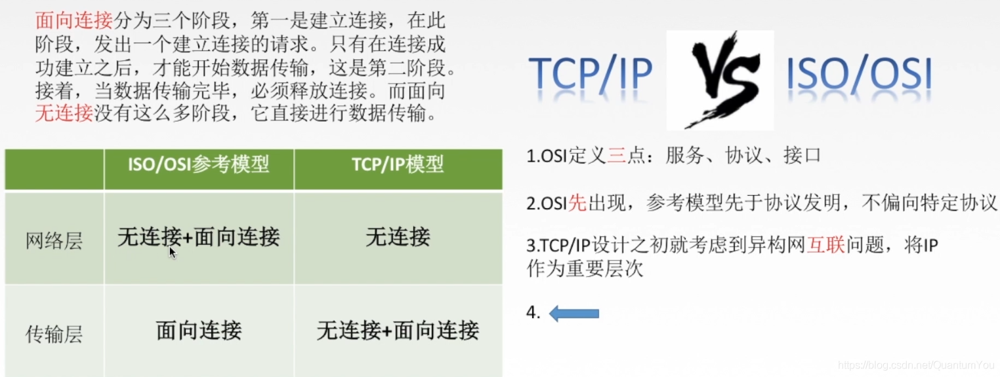 面向连接分为三个阶段，第一是建立连接，在此
阶段，发出一个建立连接的请求。只有在连接成
功建立之后，才能开始数据传输，这是第二阶段。
接着，当数据传输完毕，必须释放连接。而面向
无连接没有这么多阶段，它直接进行数据传输。
ISO/OSI参考模型
TCP/IP模型
网络层
无连接+面向连接
无连接
传输层
面向连接
无连接+面向连接
TCP/IP
VS
ISO/OSI
1.OSI定义三点：服务、协议、接口
2.OSI先出现，参考模型先于协议发明，不偏向特定协议
3.TCP/IP设计之初就考虑到异构网互联问题，将IP
作为重要层次
4.
https://blog.csdn.net/QuantumYou